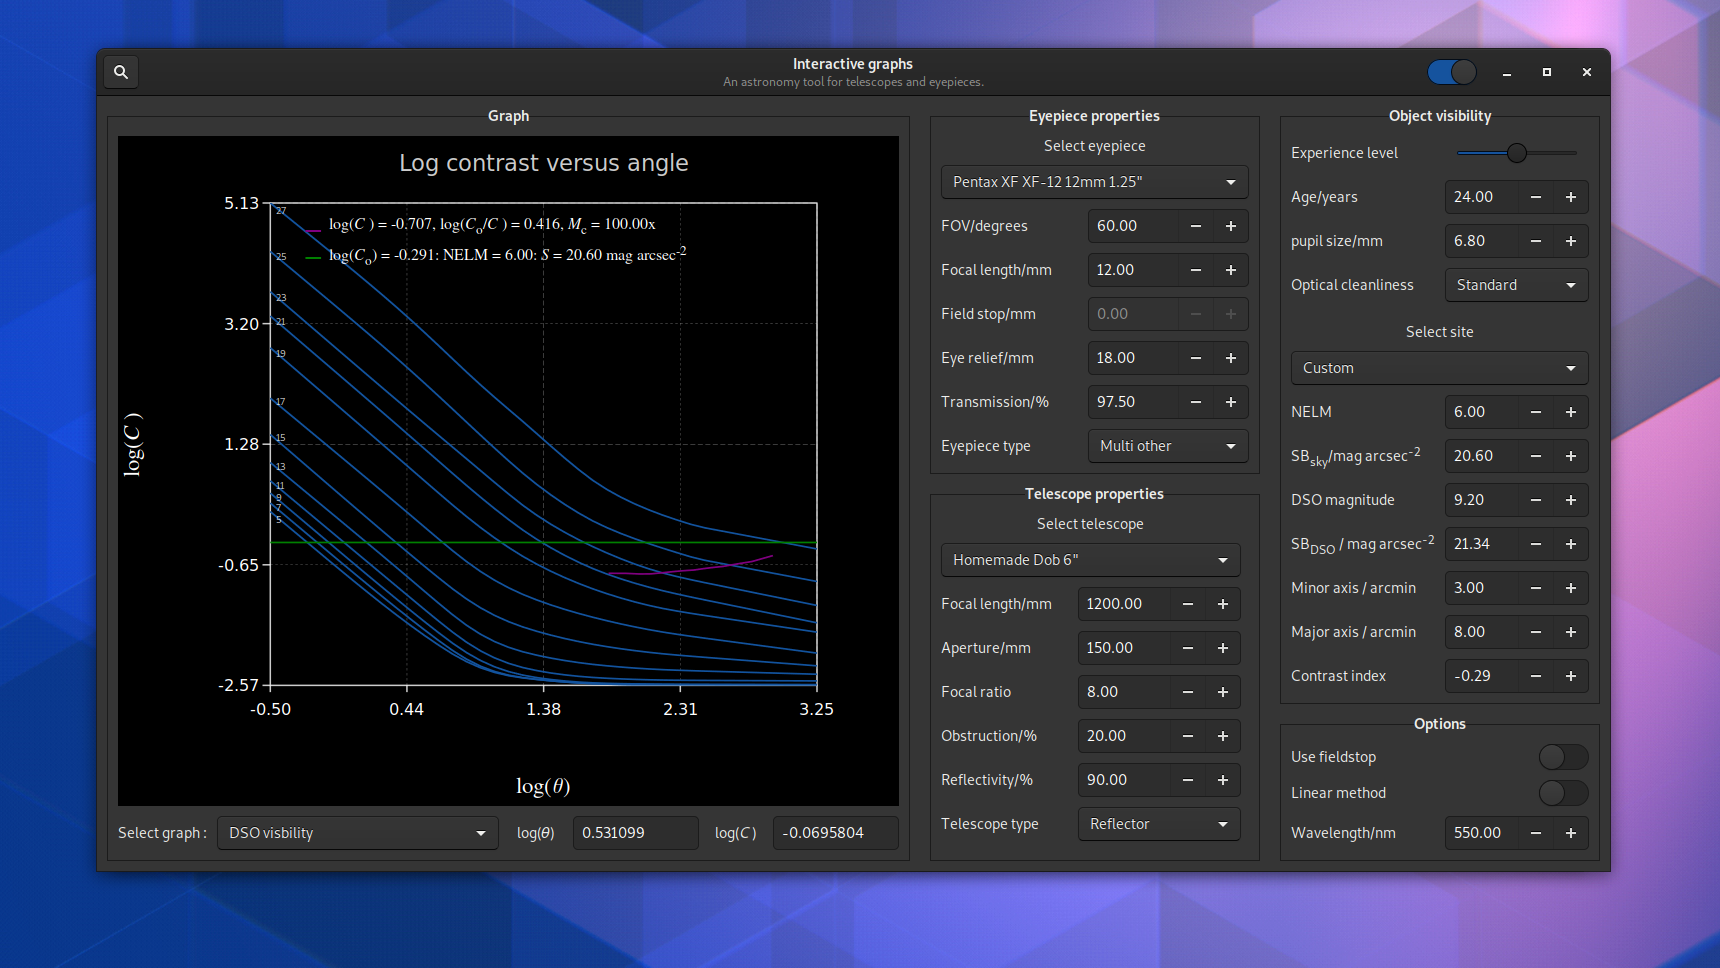 Interactive graphs
An astronomy tool for telescopes and eyepieces.
Graph
Log contrast versus angle
5.13
3.20
1.28
-0.65
-2.57
log(C )
27
25
23
21
19
17
15
13
11
9
7
5
log(C ) = -0.707, log(Co/C ) = 0.416, Mc = 100.00x
log(Co) = -0.291: NELM = 6.00: S = 20.60 mag arcsec-2
-0.50 0.44 1.38 2.31 3.25
log(θ)
Select graph : DSO visbility log(θ) 0.531099 log(C ) -0.0695804
Eyepiece properties
Select eyepiece
Pentax XF XF-12 12mm 1.25"
FOV/degrees 60.00 − +
Focal length/mm 12.00 − +
Field stop/mm 0.00 − +
Eye relief/mm 18.00 − +
Transmission/% 97.50 − +
Eyepiece type Multi other
Telescope properties
Select telescope
Homemade Dob 6"
Focal length/mm 1200.00 − +
Aperture/mm 150.00 − +
Focal ratio 8.00 − +
Obstruction/% 20.00 − +
Reflectivity/% 90.00 − +
Telescope type Reflector
Object visibility
Experience level
Age/years 24.00 − +
pupil size/mm 6.80 − +
Optical cleanliness Standard
Select site
Custom
NELM 6.00 − +
SBsky/mag arcsec-2 20.60 − +
DSO magnitude 9.20 − +
SBDSO / mag arcsec-2 21.34 − +
Minor axis / arcmin 3.00 − +
Major axis / arcmin 8.00 − +
Contrast index -0.29 − +
Options
Use fieldstop
Linear method
Wavelength/nm 550.00 − +